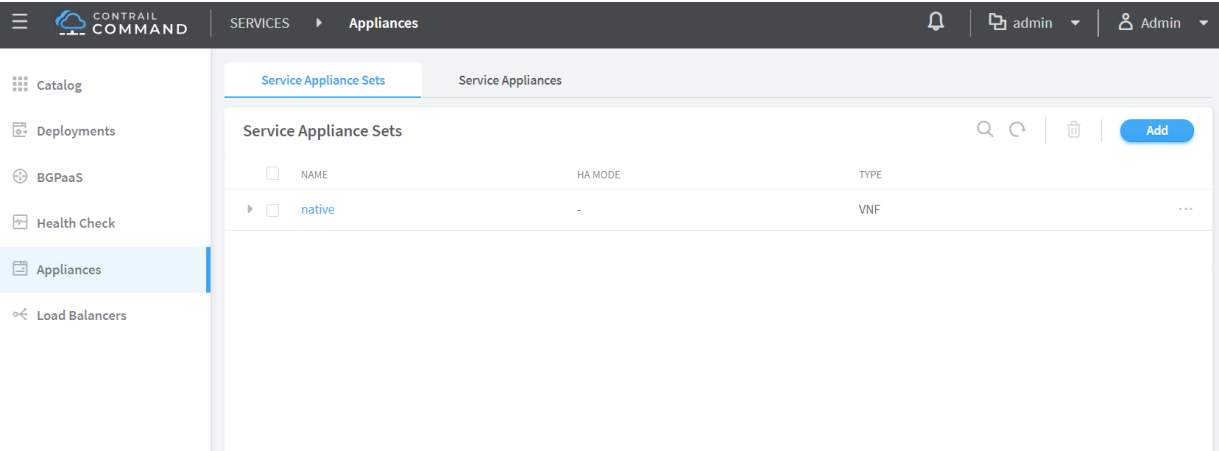 CONTRAIL
COMMAND
SERVICES Appliances
admin
Admin
Catalog
Deployments
BGPaaS
Health Check
Appliances
Load Balancers
Service Appliance Sets
Service Appliances
Service Appliance Sets
Add
NAME HA MODE TYPE
native - VNF ...